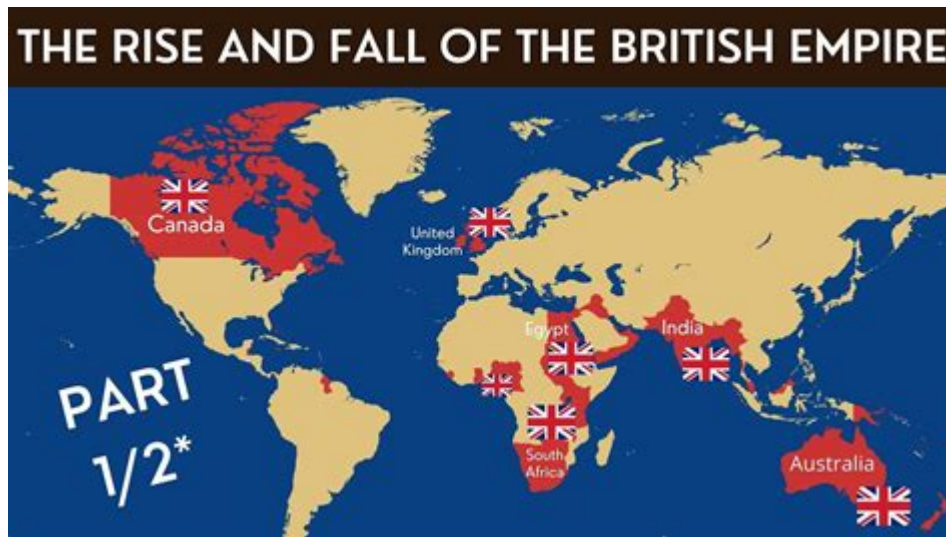 THE RISE AND FALL OF THE BRITISH EMPIRE
Canada
United
Kingdom
Egypt
India
PART
1/2*
South
Africa
Australia